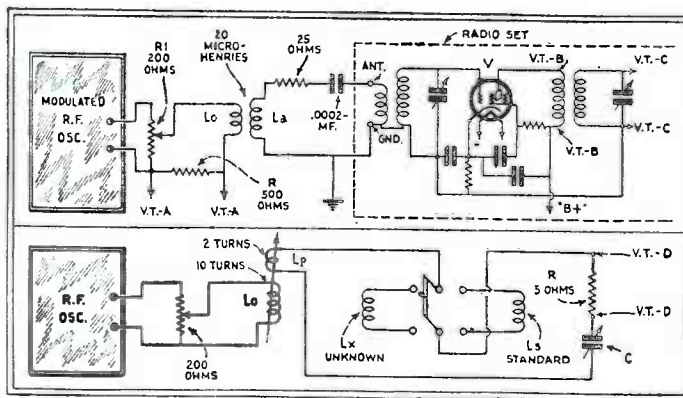 RADIO SET
MODULATED
R.F.
OSC.
R1
200
OHMS
20
MICRO-
HENRIES
Lo
La
25
OHMS
.0002-
MF.
ANT.
GND.
V
V.T.-B
V.T.-C
V.T.-C
V.T.-B
"B+"
R
500
OHMS
V.T.-A
V.T.-A
R.F.
OSC.
200
OHMS
2 TURNS
10 TURNS
Lo
Lp
Lx
UNKNOWN
Ls
STANDARD
R
5 OHMS
V.T.-D
V.T.-D
C